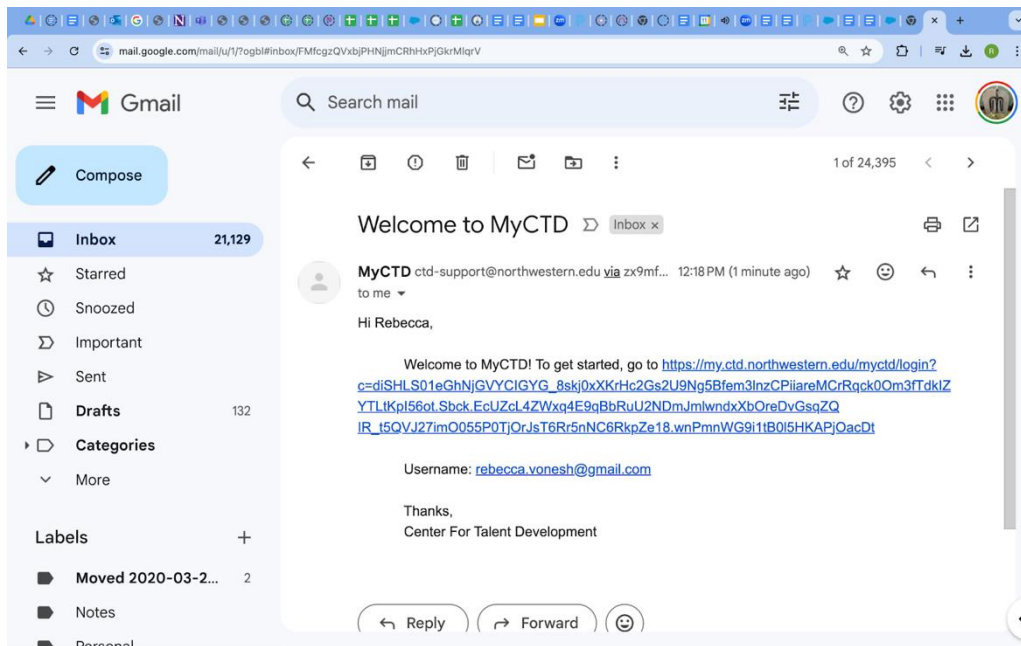 mail.google.com/mail/u/1/?ogbl#inbox/FMfcgzQVxbjPHNjjmCRhHxPjGkrMlqrV
Gmail
Search mail
Compose
1 of 24,395
Welcome to MyCTD Inbox x
Inbox 21,129
Starred
Snoozed
Important
Sent
Drafts 132
Categories
More
Labels +
Moved 2020-03-2... 2
Notes
MyCTD ctd-support@northwestern.edu via zx9mf... 12:18 PM (1 minute ago)
to me
Hi Rebecca,
Welcome to MyCTD! To get started, go to https://my.ctd.northwestern.edu/myctd/login?
c=diSHLS01eGhNjGVYCIGYG_8skj0xXKrHc2Gs2U9Ng5Bfem3InzCPiiareMCrRqck0Om3fTdkIZ
YTLtKpI56ot.Sbck.EcUZcL4ZWxq4E9qBbRuU2NDmJmlwndxXbOreDvGsqZQ
IR_t5QVJ27imO055P0TjOrJsT6Rr5nNC6RkpZe18.wnPmnWG9i1tB0l5HKAPjOacDt
Username: rebecca.vonesh@gmail.com
Thanks,
Center For Talent Development
Reply
Forward